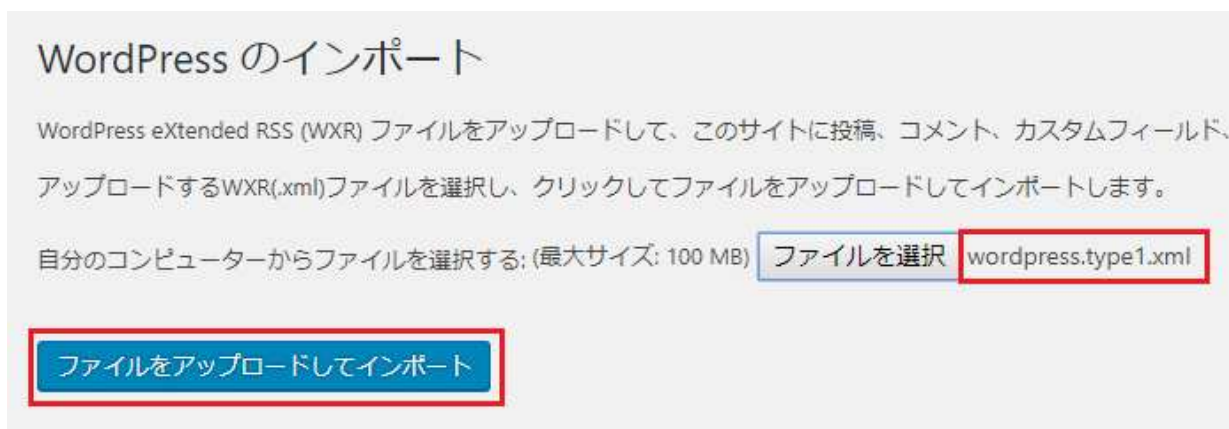 WordPress のインポート
WordPress eXtended RSS (WXR) ファイルをアップロードして、このサイトに投稿、コメント、カスタムフィールド、
アップロードするWXR(.xml)ファイルを選択し、クリックしてファイルをアップロードしてインポートします。
自分のコンピューターからファイルを選択する: (最大サイズ: 100 MB) ファイルを選択 wordpress.type1.xml
ファイルをアップロードしてインポート